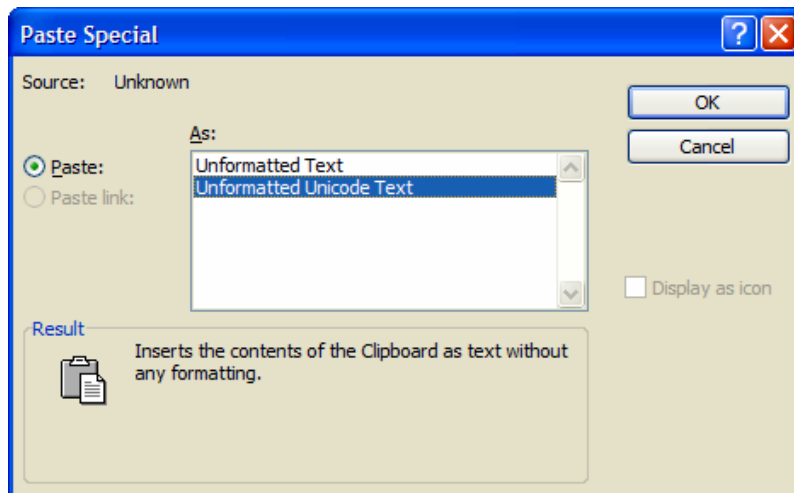 Paste Special
?
Source: Unknown
OK
As:
Cancel
Paste:
Unformatted Text
Paste link:
Unformatted Unicode Text
Display as icon
Result
Inserts the contents of the Clipboard as text without
any formatting.